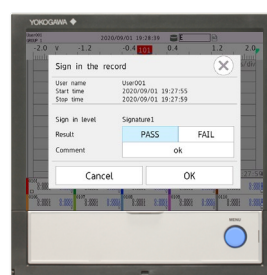 YOKOGAWA
2020/09/01 19:28:39
-2.0 V -1.2 -0.4 101 0.4 1.2 2.0
Sign in the record
User name User001
Start time 2020/09/01 19:27:55
Stop time 2020/09/01 19:27:59
Sign in level Signature1
Result PASS FAIL
Comment ok
Cancel OK
MENU